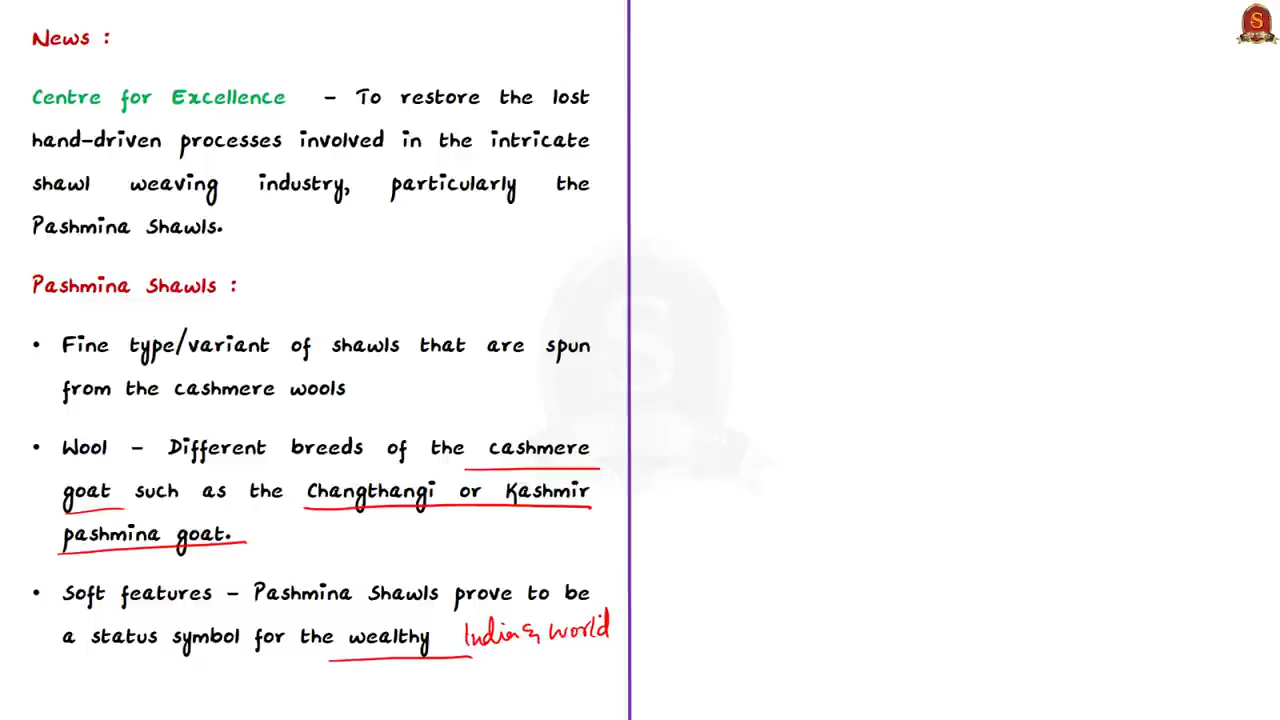 News :
Centre for Excellence – To restore the lost
hand-driven processes involved in the intricate
shawl weaving industry, particularly the
Pashmina Shawls.
Pashmina Shawls :
• Fine type/variant of shawls that are spun
from the cashmere wools
• Wool – Different breeds of the cashmere
goat such as the Changthangi or Kashmir
pashmina goat.
• Soft features – Pashmina Shawls prove to be
a status symbol for the wealthy India & world
S
S